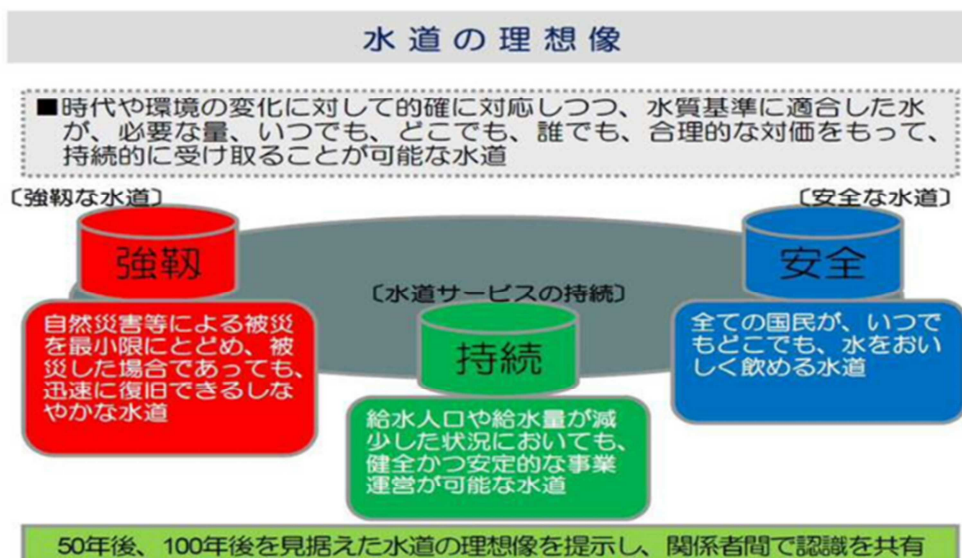 水道の理想像
■時代や環境の変化に対して的確に対応しつつ、水質基準に適合した水
が、必要な量、いつでも、どこでも、誰でも、合理的な対価をもって、
持続的に受け取ることが可能な水道
〔強靱な水道〕
〔安全な水道〕
強靱
安全
〔水道サービスの持続〕
自然災害等による被災
を最小限にとどめ、被
災した場合であっても、
迅速に復旧できるしな
やかな水道
持続
全ての国民が、いつで
もどこでも、水をおい
しく飲める水道
給水人口や給水量が減
少した状況においても、
健全かつ安定的な事業
運営が可能な水道
50年後、100年後を見据えた水道の理想像を提示し、関係者間で認識を共有